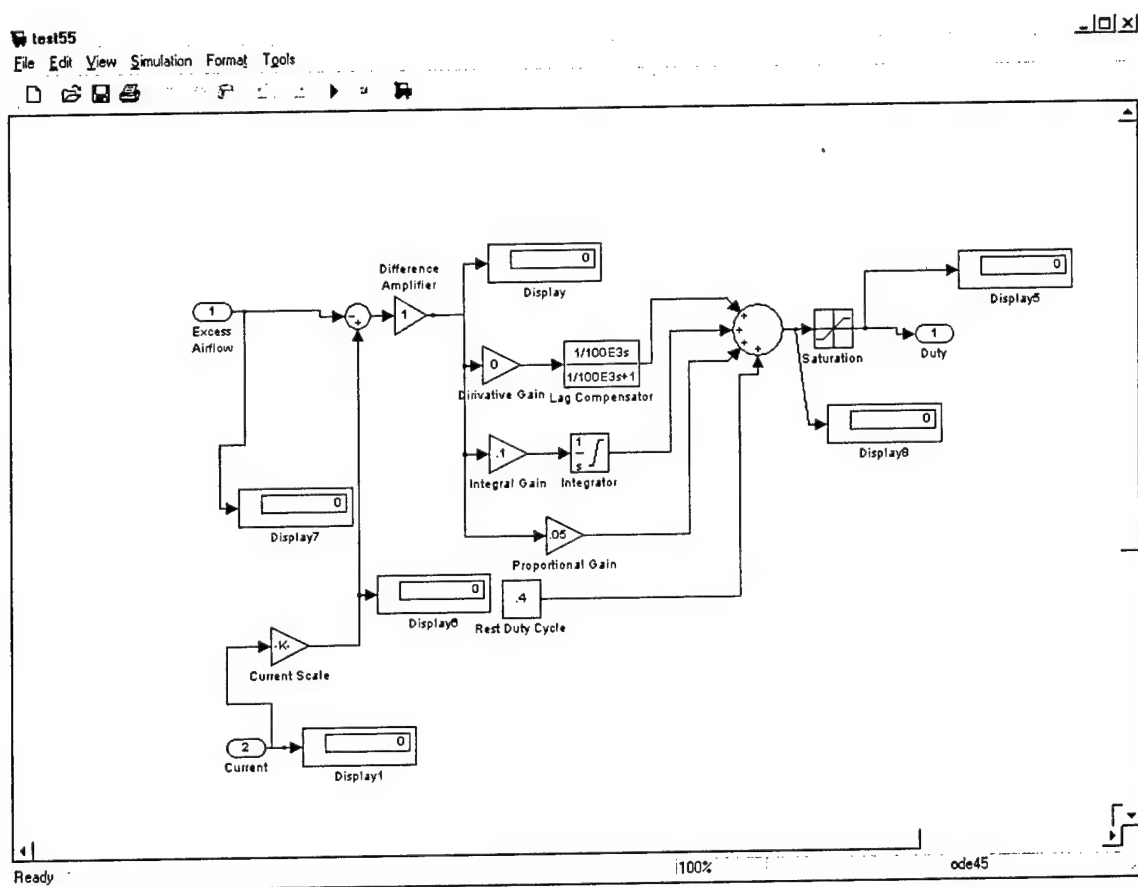 test55
File Edit View Simulation Format Tools
0
Display
Difference
Amplifier
1
0
Display5
1
Excess
Airflow
- +
+
+
+
+
Saturation
1
Duty
0
Dirivative Gain
1/100E3s
1/100E3s+1
Lag Compensator
0
Display8
.1
Integral Gain
1
s
Integrator
0
Display7
.05
Proportional Gain
0
Display6
.4
Rest Duty Cycle
-K-
Current Scale
2
Current
0
Display1
Ready
100%
ode45